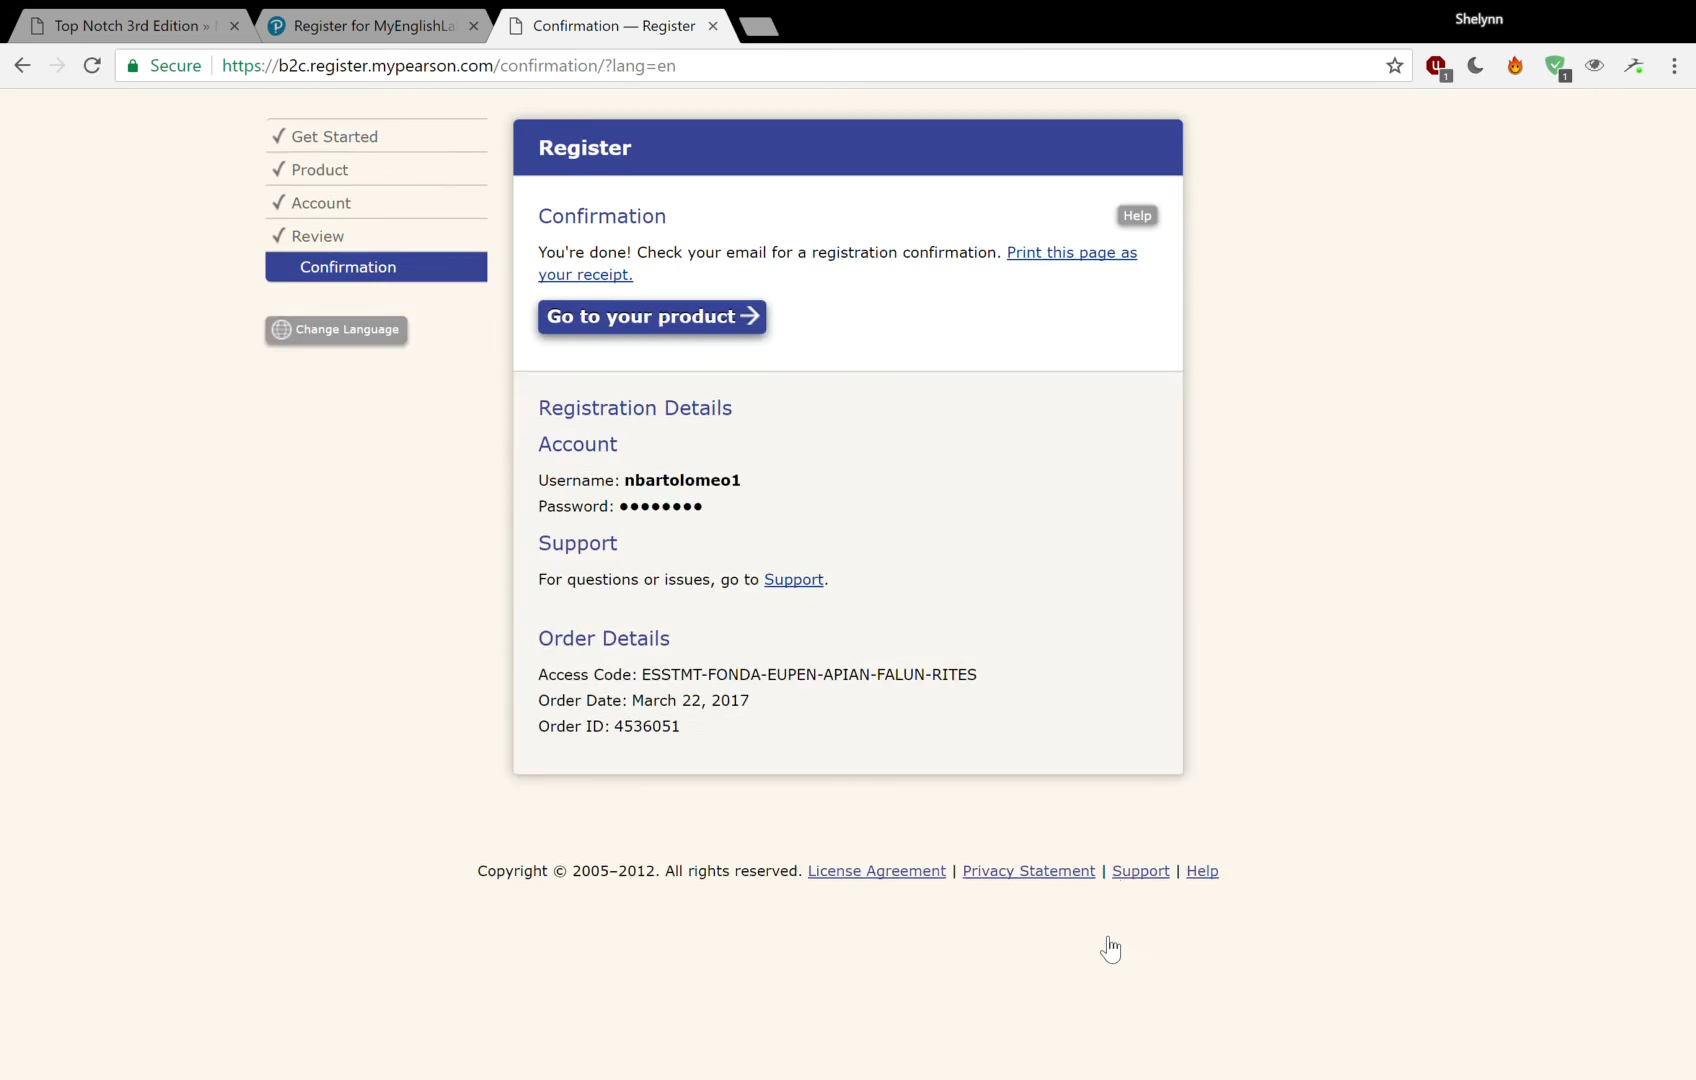 Shelynn
Top Notch 3rd Edition »
Register for MyEnglishLa
Confirmation — Register
Secure
https://b2c.register.mypearson.com/confirmation/?lang=en
1
1
✓ Get Started
✓ Product
✓ Account
✓ Review
Confirmation
Change Language
Register
Confirmation
Help
You're done! Check your email for a registration confirmation. Print this page as
your receipt.
Go to your product
Registration Details
Account
Username: nbartolomeo1
Password: ●●●●●●●●
Support
For questions or issues, go to Support.
Order Details
Access Code: ESSTMT-FONDA-EUPEN-APIAN-FALUN-RITES
Order Date: March 22, 2017
Order ID: 4536051
Copyright © 2005–2012. All rights reserved. License Agreement | Privacy Statement | Support | Help